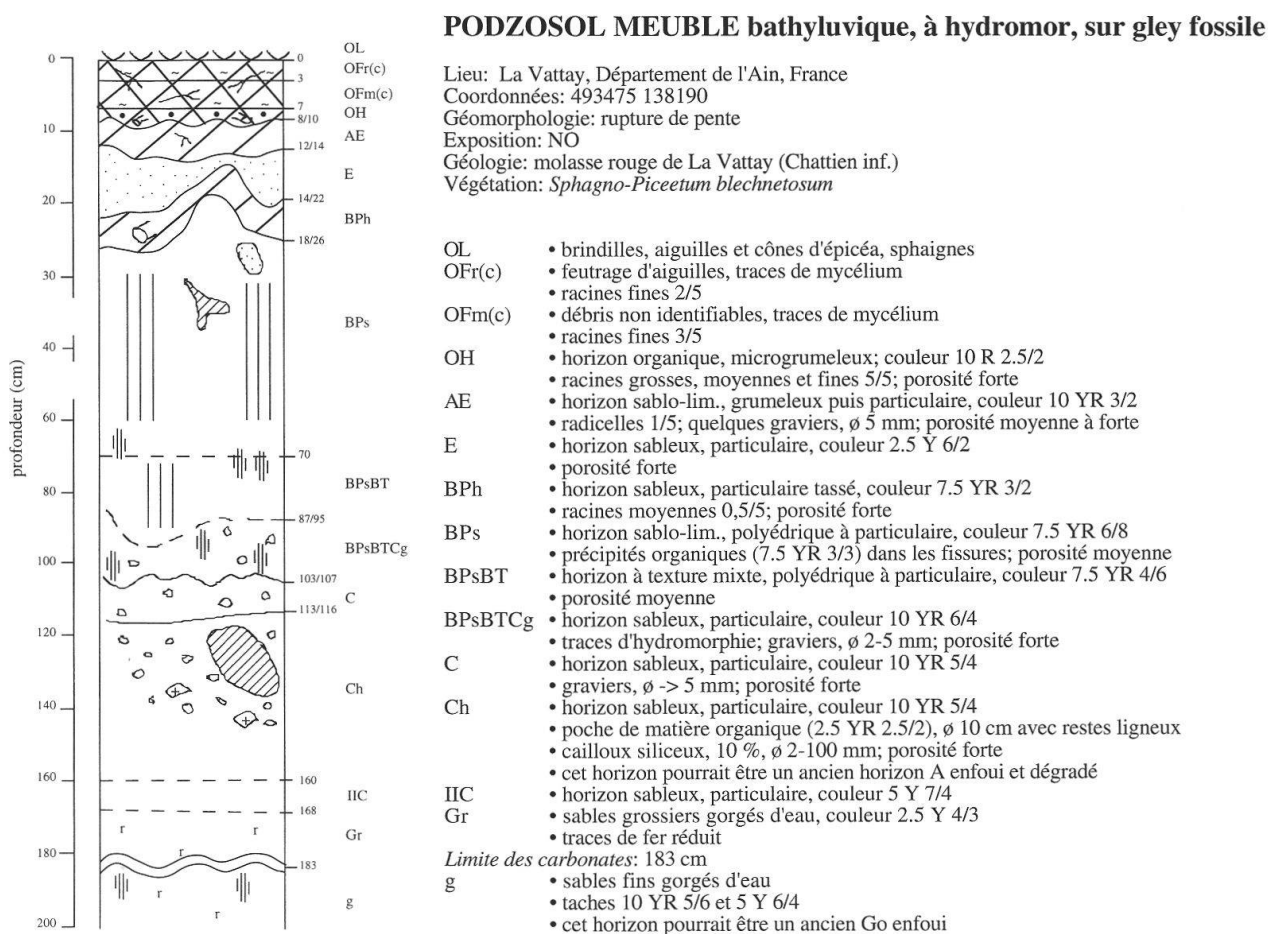 PODZOSOL MEUBLE bathyluvique, à hydromor, sur gley fossile
Lieu: La Vattay, Département de l'Ain, France
Coordonnées: 493475 138190
Géomorphologie: rupture de pente
Exposition: NO
Géologie: molasse rouge de La Vattay (Chattien inf.)
Végétation: Sphagno-Piceetum blechnetosum
profondeur (cm)
0
10
20
30
40
60
80
100
120
140
160
180
200
0
3
7
8/10
12/14
14/22
18/26
70
87/95
103/107
113/116
160
168
183
r r
r
r
r
OL
OFr(c)
OFm(c)
OH
AE
E
BPh
BPs
BPsBT
BPsBTCg
C
Ch
IIC
Gr
g
OL • brindilles, aiguilles et cônes d'épicéa, sphaignes
OFr(c) • feutrage d'aiguilles, traces de mycélium
• racines fines 2/5
OFm(c) • débris non identifiables, traces de mycélium
• racines fines 3/5
OH • horizon organique, microgrumeleux; couleur 10 R 2.5/2
• racines grosses, moyennes et fines 5/5; porosité forte
AE • horizon sablo-lim., grumeleux puis particulaire, couleur 10 YR 3/2
• radicelles 1/5; quelques graviers, ø 5 mm; porosité moyenne à forte
E • horizon sableux, particulaire, couleur 2.5 Y 6/2
• porosité forte
BPh • horizon sableux, particulaire tassé, couleur 7.5 YR 3/2
• racines moyennes 0,5/5; porosité forte
BPs • horizon sablo-lim., polyédrique à particulaire, couleur 7.5 YR 6/8
• précipités organiques (7.5 YR 3/3) dans les fissures; porosité moyenne
BPsBT • horizon à texture mixte, polyédrique à particulaire, couleur 7.5 YR 4/6
• porosité moyenne
BPsBTCg • horizon sableux, particulaire, couleur 10 YR 6/4
• traces d'hydromorphie; graviers, ø 2-5 mm; porosité forte
C • horizon sableux, particulaire, couleur 10 YR 5/4
• graviers, ø -> 5 mm; porosité forte
Ch • horizon sableux, particulaire, couleur 10 YR 5/4
• poche de matière organique (2.5 YR 2.5/2), ø 10 cm avec restes ligneux
• cailloux siliceux, 10 %, ø 2-100 mm; porosité forte
• cet horizon pourrait être un ancien horizon A enfoui et dégradé
IIC • horizon sableux, particulaire, couleur 5 Y 7/4
Gr • sables grossiers gorgés d'eau, couleur 2.5 Y 4/3
• traces de fer réduit
Limite des carbonates: 183 cm
g • sables fins gorgés d'eau
• taches 10 YR 5/6 et 5 Y 6/4
• cet horizon pourrait être un ancien Go enfoui